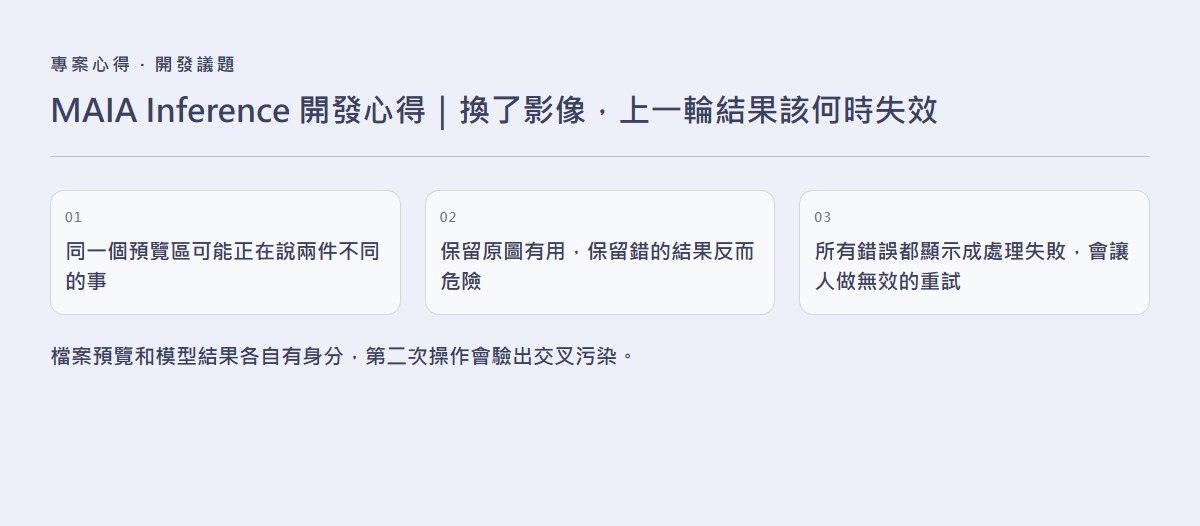 專案心得·開發議題
MAIA Inference 開發心得｜換了影像，上一輪結果該何時失效
01
同一個預覽區可能正在說兩件不同
的事
02
保留原圖有用，保留錯的結果反而
危險
03
所有錯誤都顯示成處理失敗，會讓
人做無效的重試
檔案預覽和模型結果各自有身分，第二次操作會驗出交叉污染。